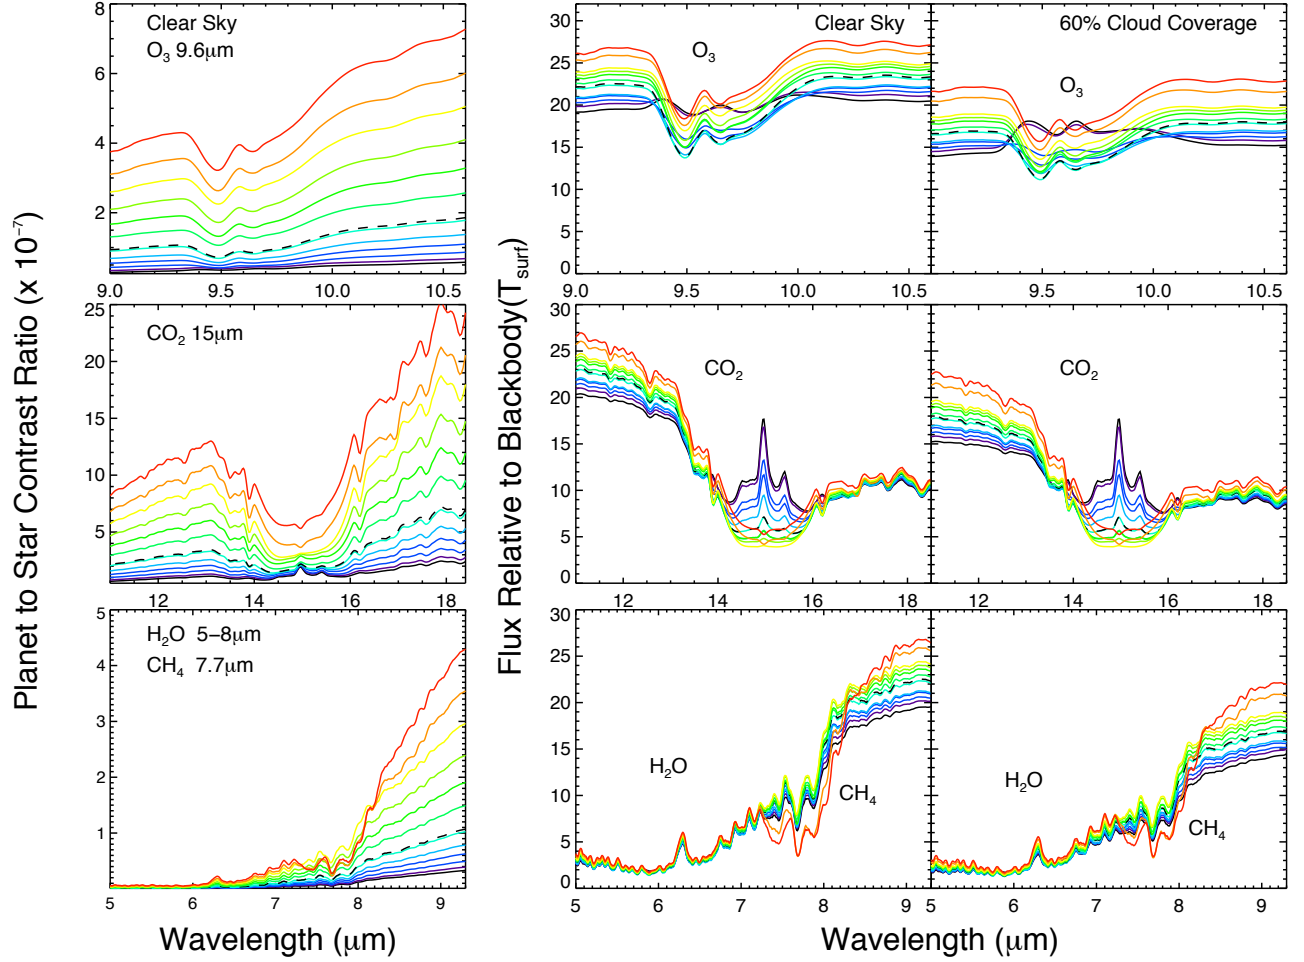 Planet to Star Contrast Ratio (x 10⁻⁷)
Clear Sky
O₃ 9.6μm
8
6
4
2
9.0 9.5 10.0 10.5
CO₂ 15μm
25
20
15
10
5
12 14 16 18
H₂O 5–8μm
CH₄ 7.7μm
5
4
3
2
1
5 6 7 8 9
Wavelength (μm)
Flux Relative to Blackbody(T_surf)
Clear Sky
O₃
30
25
20
15
10
5
0
9.0 9.5 10.0 10.5
60% Cloud Coverage
O₃
9.0 9.5 10.0 10.5
CO₂
30
25
20
15
10
5
0
12 14 16 18
CO₂
12 14 16 18
H₂O
CH₄
30
25
20
15
10
5
0
5 6 7 8 9
H₂O
CH₄
5 6 7 8 9
Wavelength (μm)